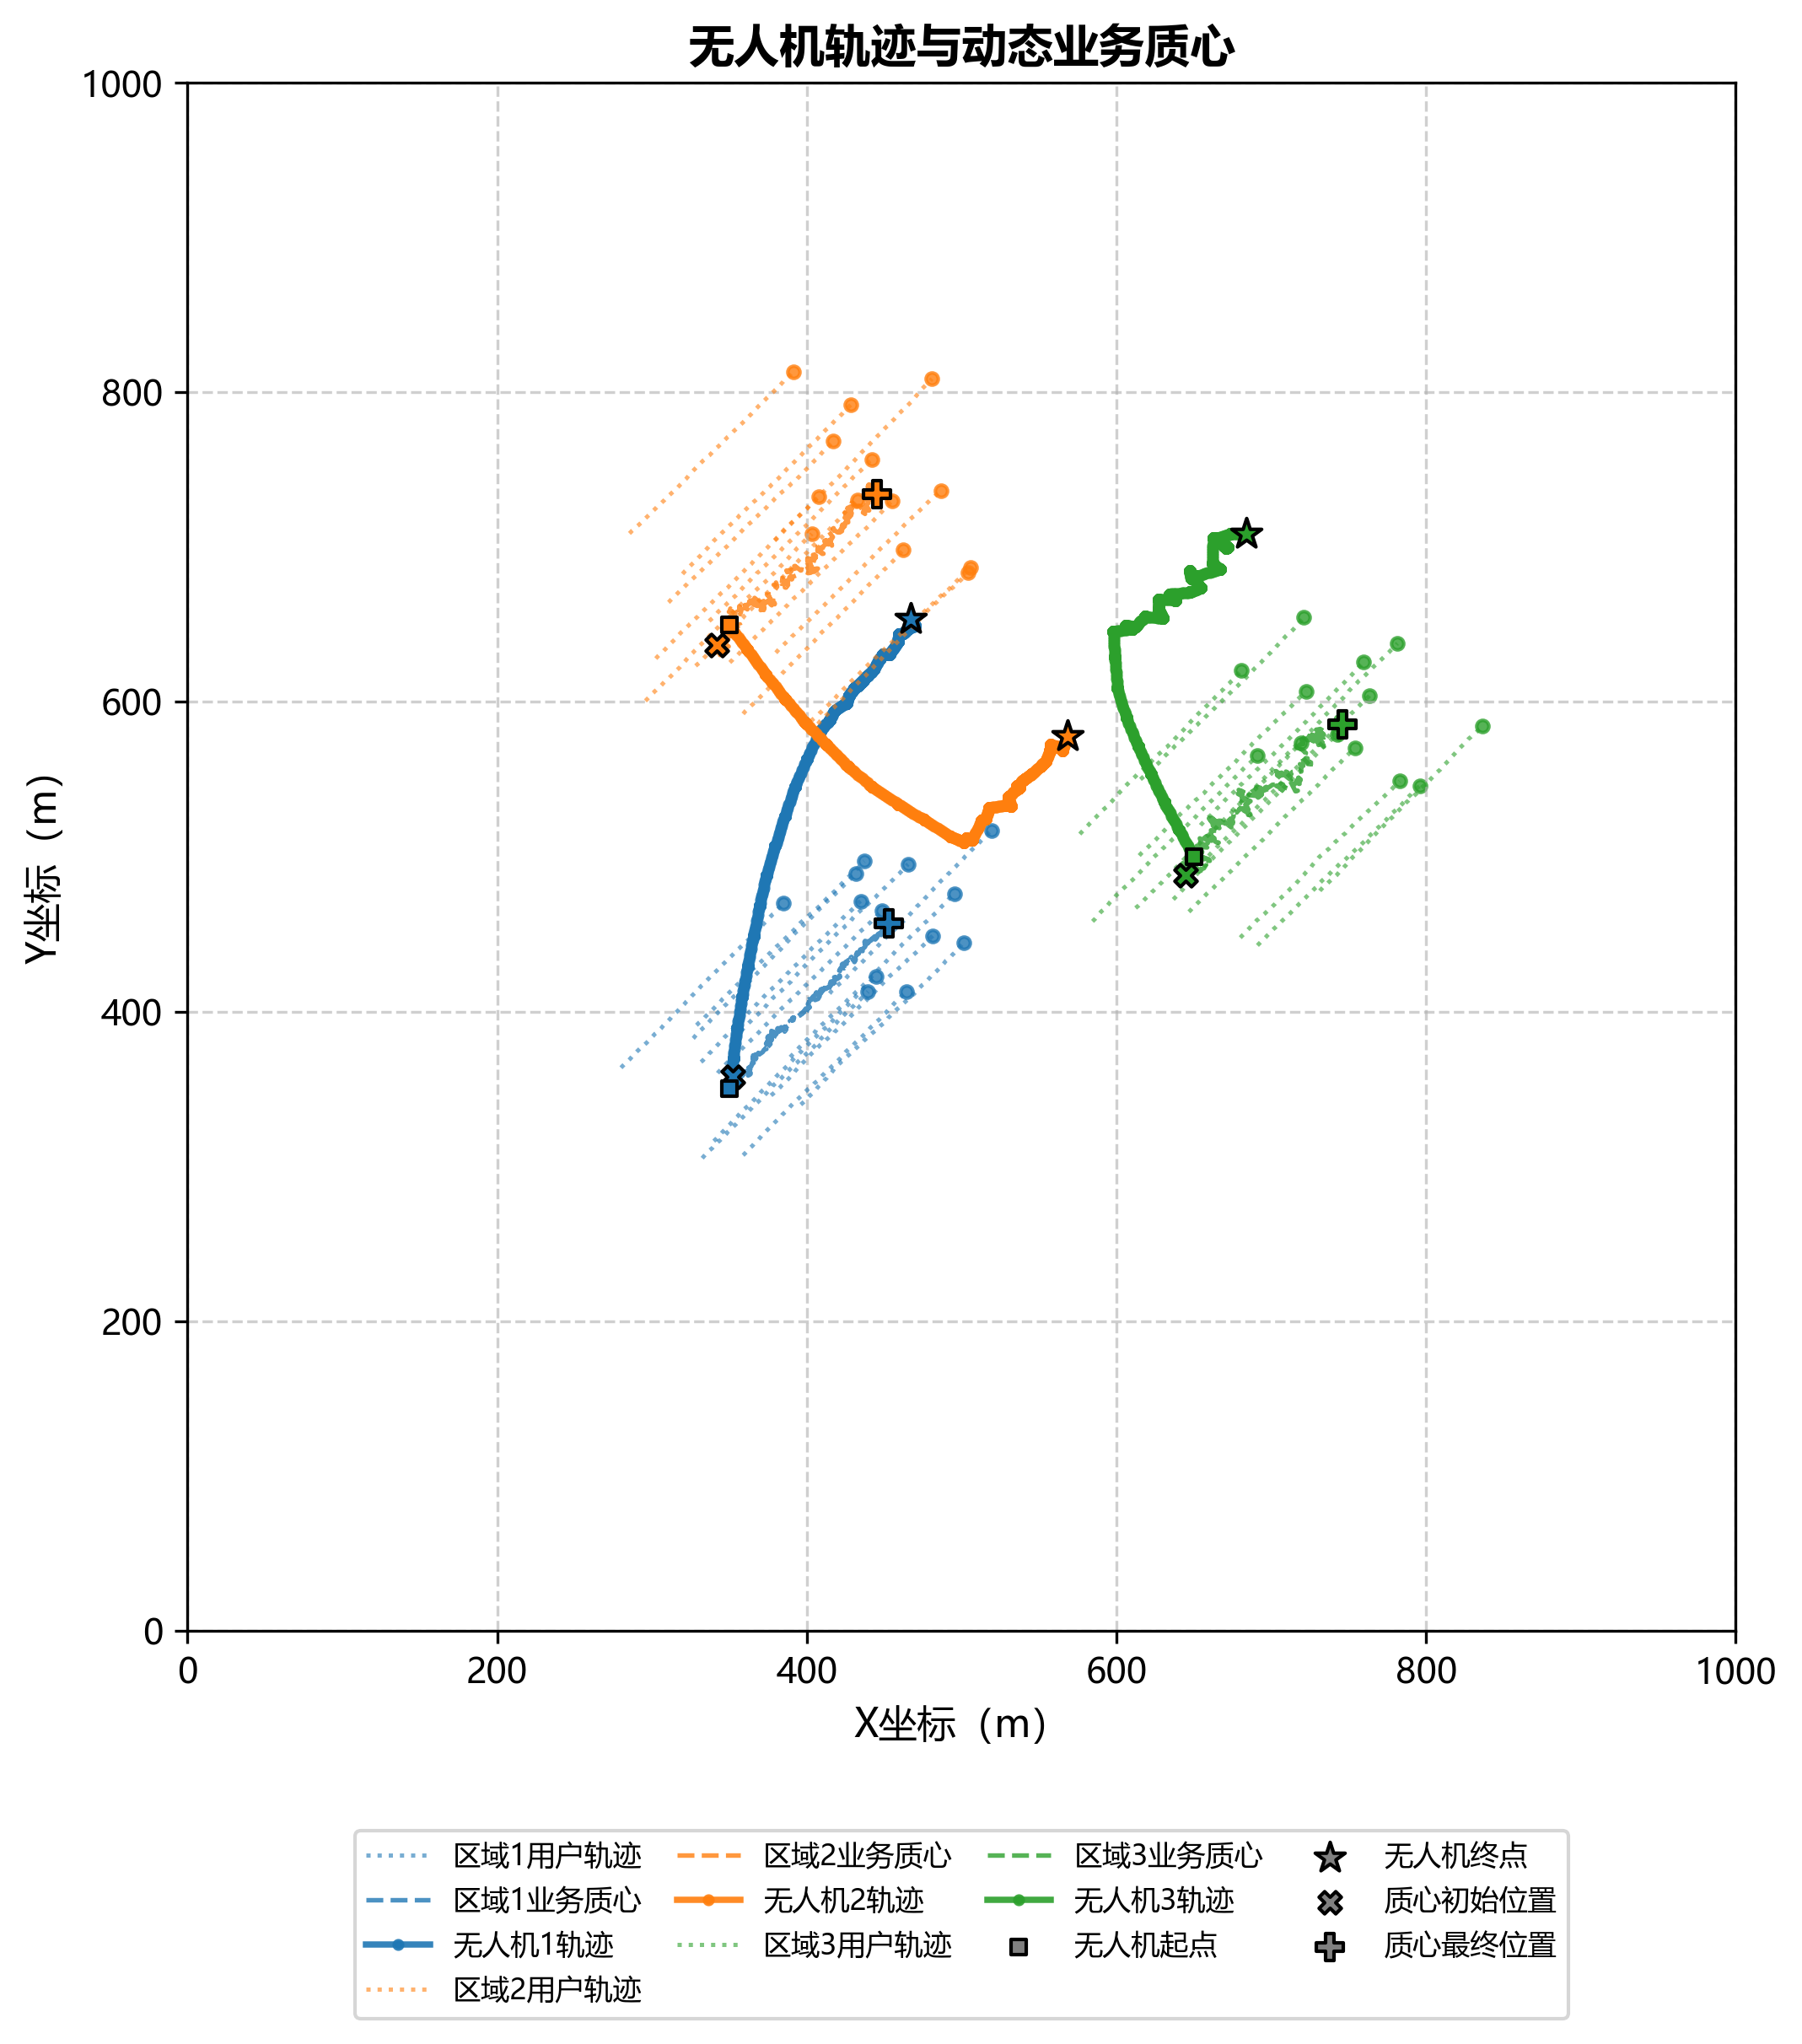 无人机轨迹与动态业务质心
1000
800
600
400
200
0
Y坐标（m）
0 200 400 600 800 1000
X坐标（m）
区域1用户轨迹 区域2业务质心 区域3业务质心 无人机终点
区域1业务质心 无人机2轨迹 无人机3轨迹 质心初始位置
无人机1轨迹 区域3用户轨迹 无人机起点 质心最终位置
区域2用户轨迹